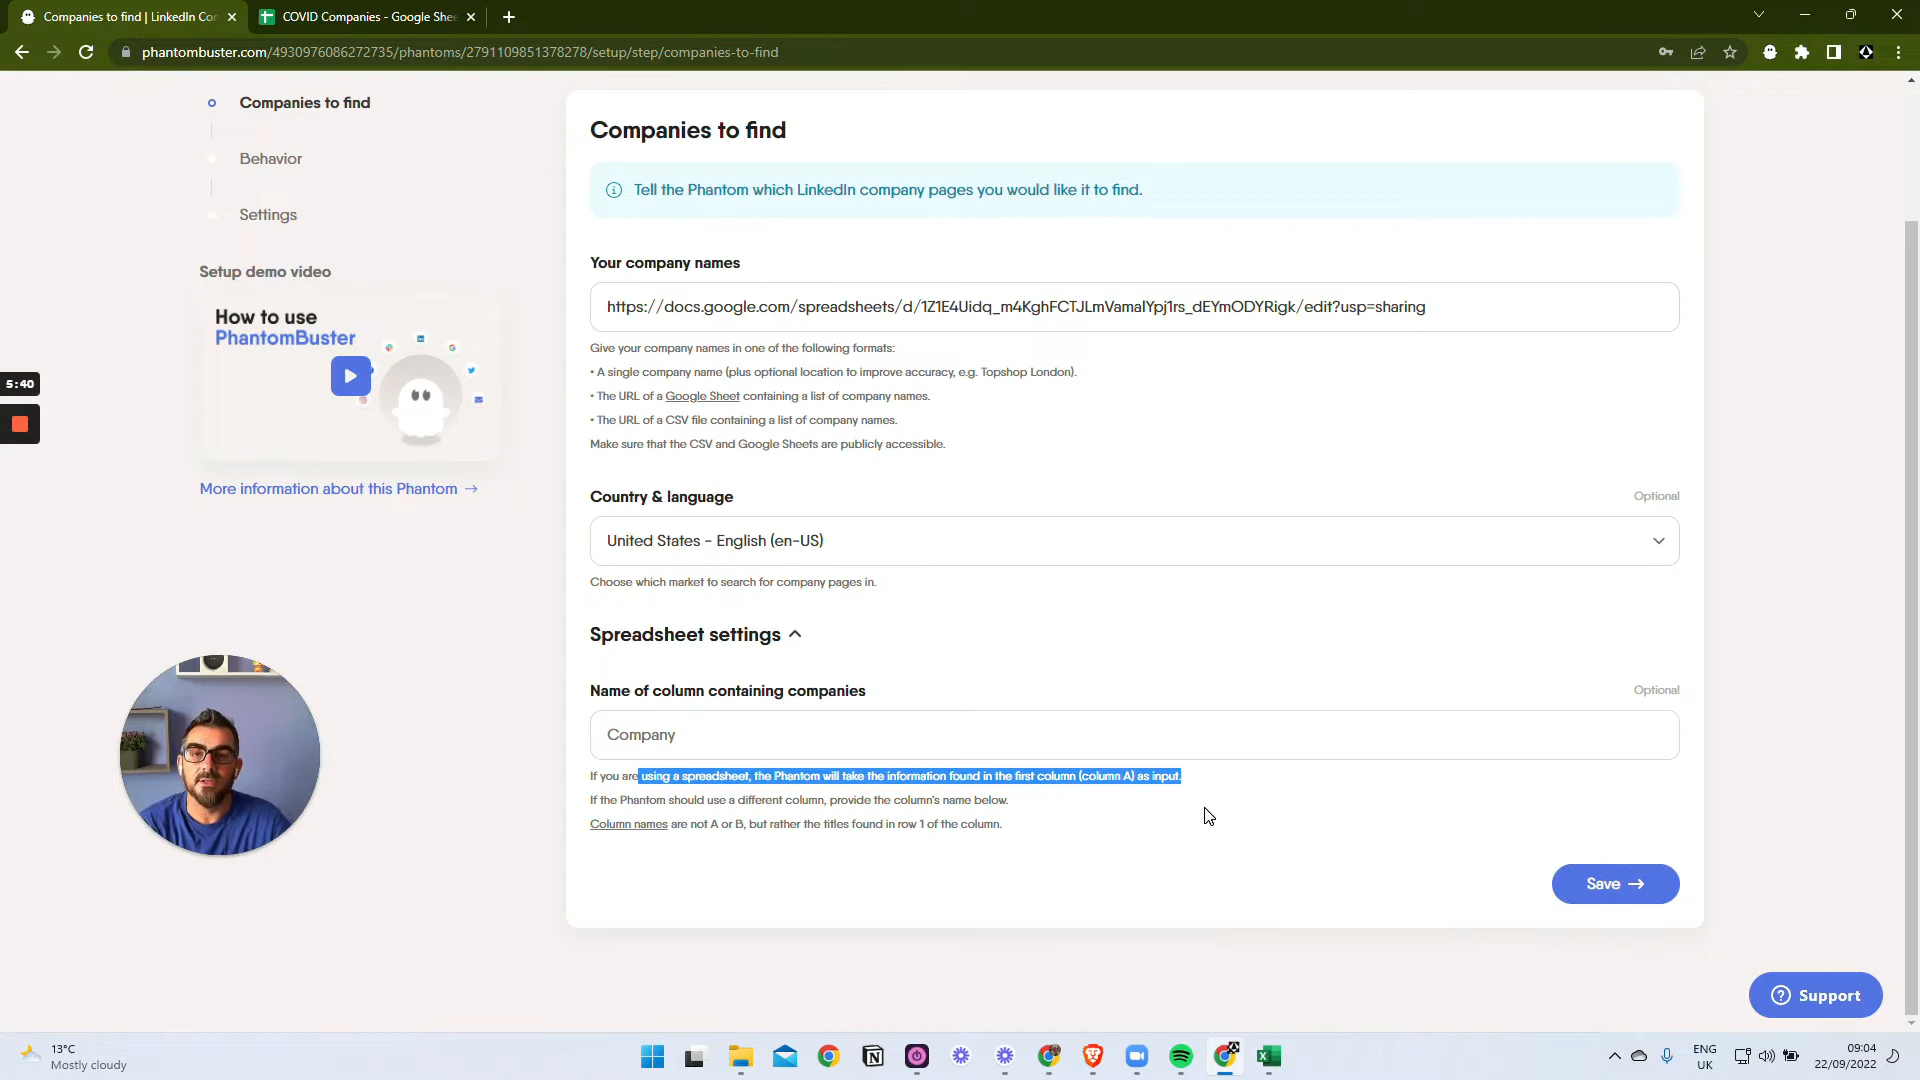 Companies to find | LinkedIn Con
COVID Companies - Google Shee
phantombuster.com/4930976086272735/phantoms/2791109851378278/setup/step/companies-to-find
Companies to find
Behavior
Settings
Setup demo video
How to use
PhantomBuster
More information about this Phantom →
5:40
Companies to find
Tell the Phantom which LinkedIn company pages you would like it to find.
Your company names
https://docs.google.com/spreadsheets/d/1Z1E4Uidq_m4KghFCTJLmVamalYpj1rs_dEYmODYRigk/edit?usp=sharing
Give your company names in one of the following formats:
• A single company name (plus optional location to improve accuracy, e.g. Topshop London).
• The URL of a Google Sheet containing a list of company names.
• The URL of a CSV file containing a list of company names.
Make sure that the CSV and Google Sheets are publicly accessible.
Country & language
Optional
United States - English (en-US)
Choose which market to search for company pages in.
Spreadsheet settings
Name of column containing companies
Optional
Company
If you are using a spreadsheet, the Phantom will take the information found in the first column (column A) as input.
If the Phantom should use a different column, provide the column's name below.
Column names are not A or B, but rather the titles found in row 1 of the column.
Save →
Support
13°C
Mostly cloudy
ENG
UK
09:04
22/09/2022